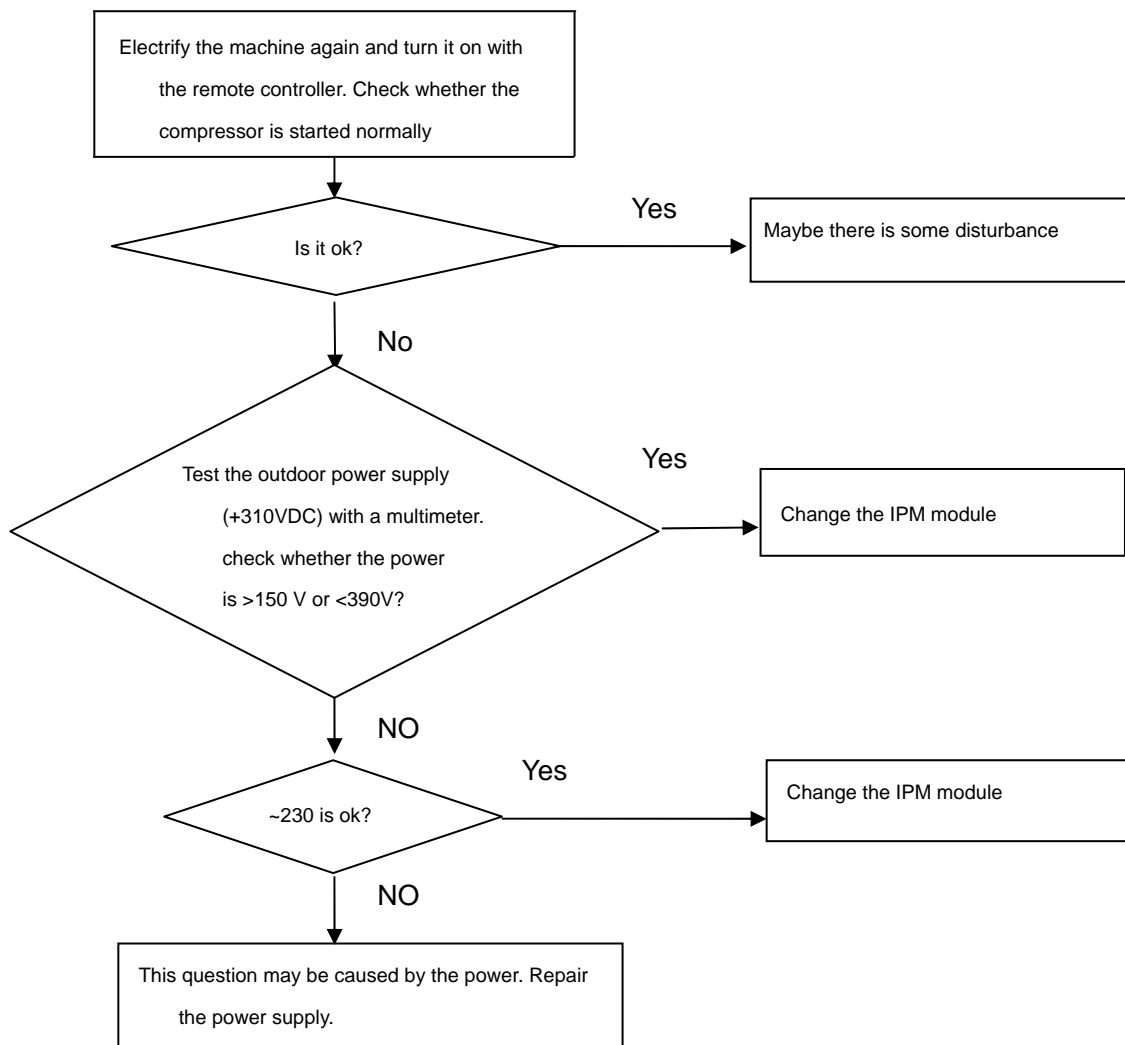 Electrify the machine again and turn it on with
the remote controller. Check whether the
compressor is started normally
Yes
Is it ok?
Maybe there is some disturbance
No
Test the outdoor power supply
(+310VDC) with a multimeter.
check whether the power
is >150 V or <390V?
Yes
Change the IPM module
NO
~230 is ok?
Yes
Change the IPM module
NO
This question may be caused by the power. Repair
the power supply.